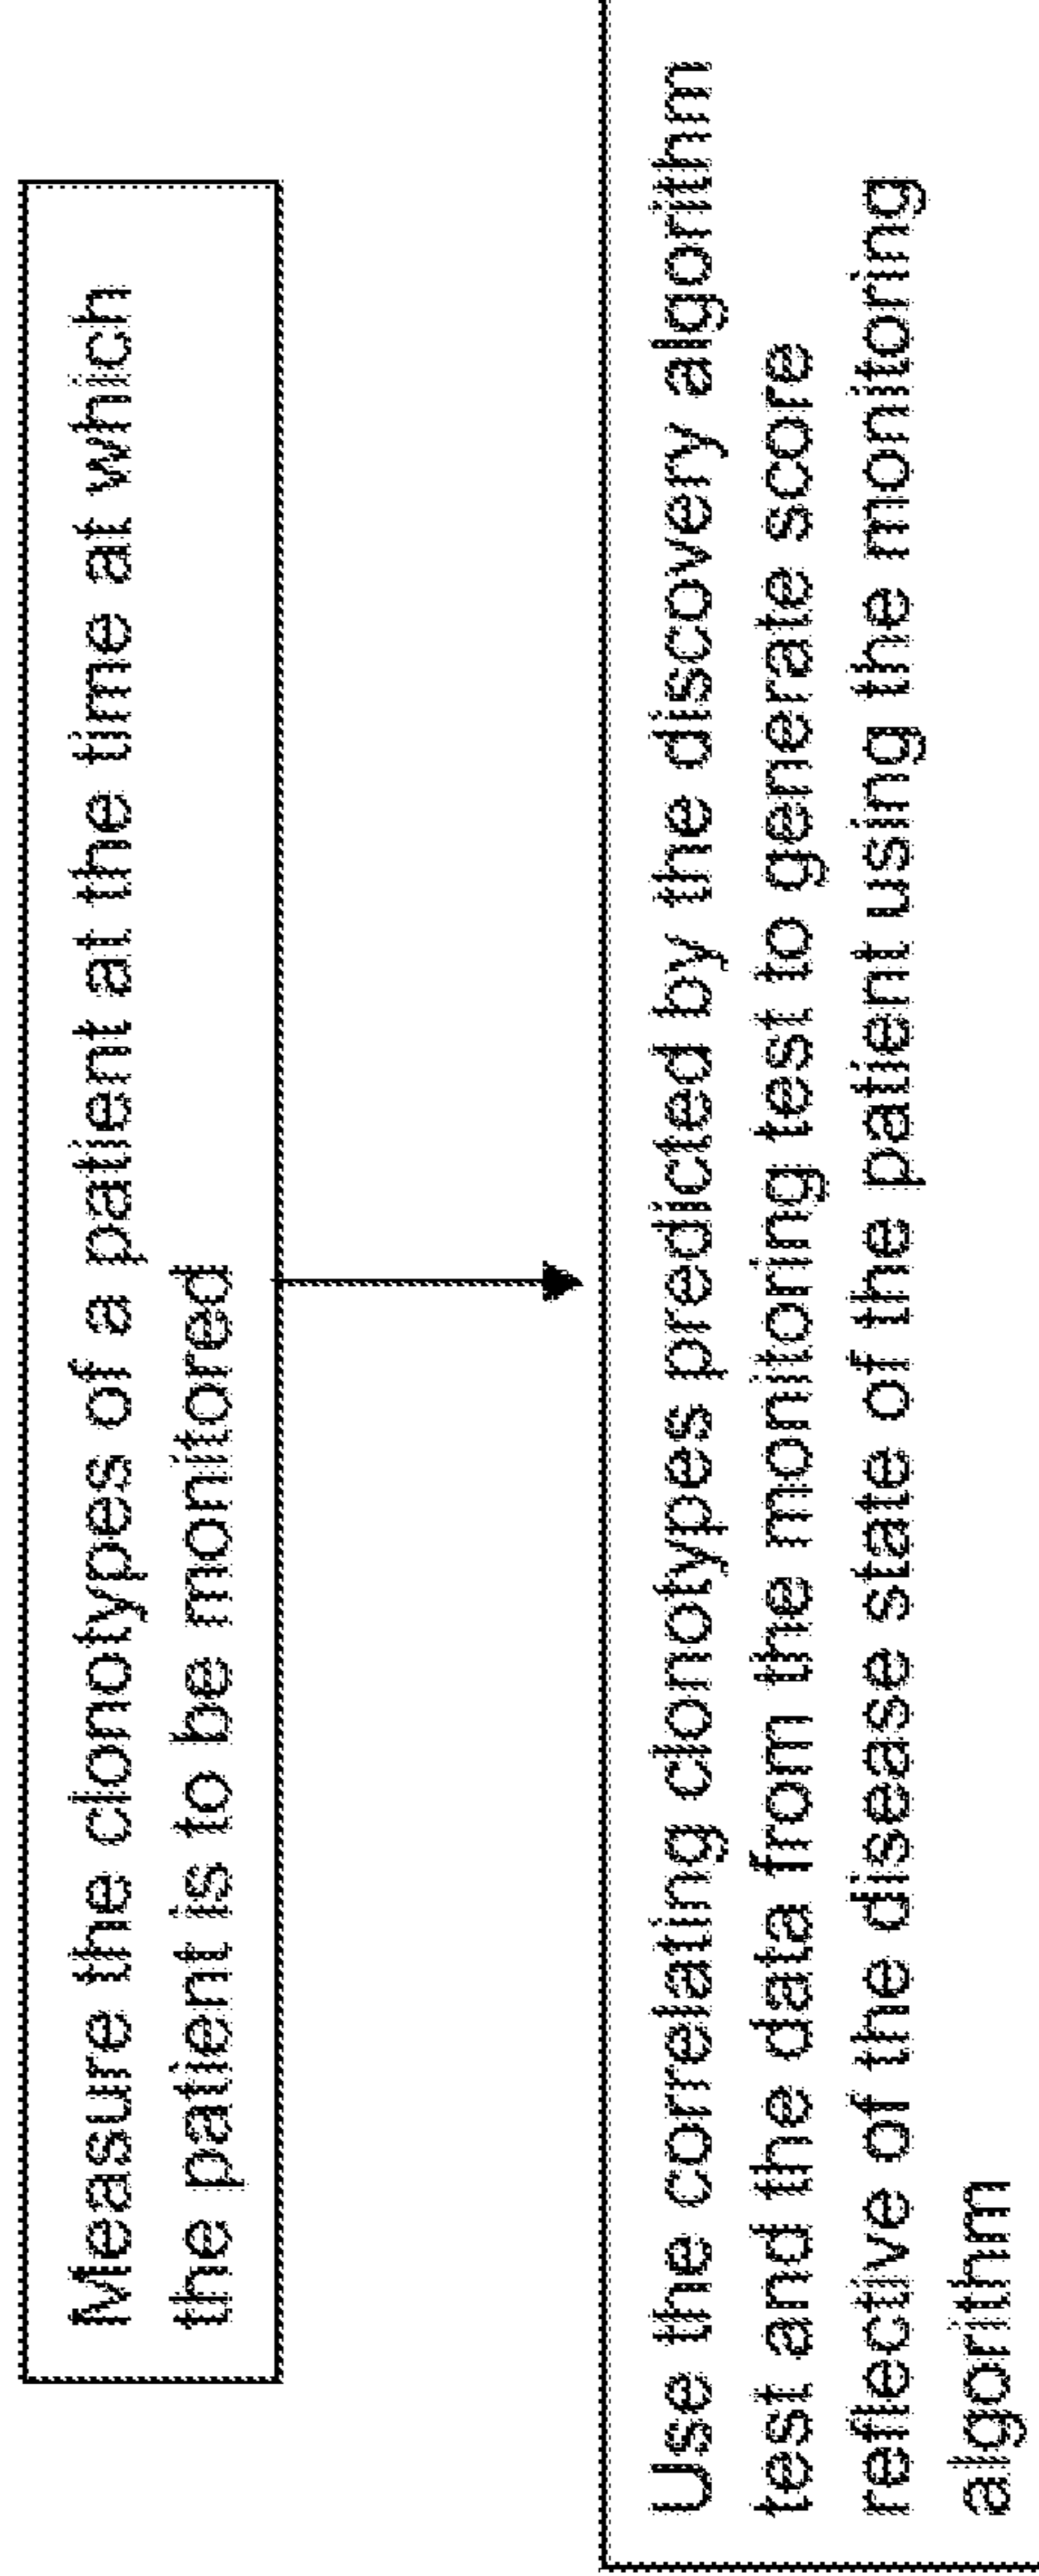 Measure the clonotypes of a patient at the time at which
the patient is to be monitored
Use the correlating clonotypes predicted by the discovery algorithm
test and the data from the monitoring test to generate score
reflective of the disease state of the patient using the monitoring
algorithm